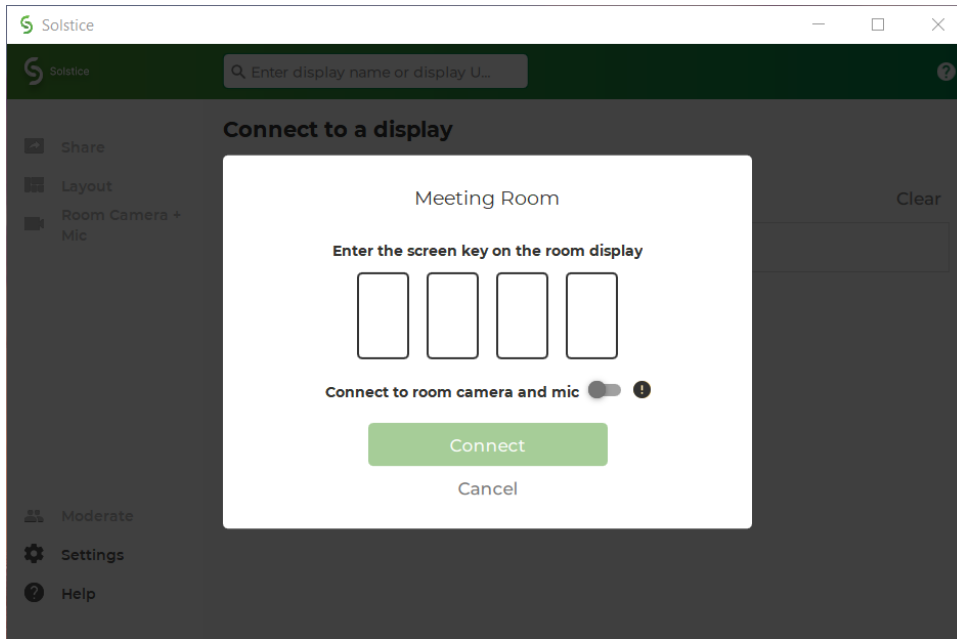 Solstice
Solstice
Enter display name or display U...
Connect to a display
Share
Layout
Room Camera +
Mic
Clear
Meeting Room
Enter the screen key on the room display
Connect to room camera and mic
Connect
Cancel
Moderate
Settings
Help